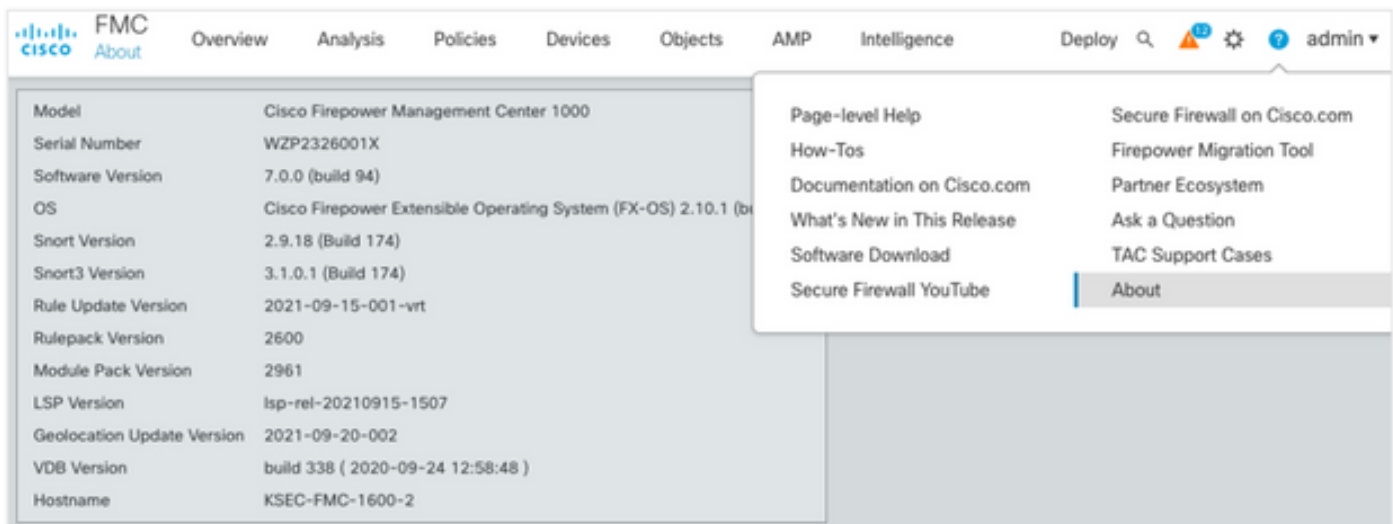 CISCO
FMC
About
Overview Analysis Policies Devices Objects AMP Intelligence Deploy 12 ? admin
Model Cisco Firepower Management Center 1000
Serial Number WZP2326001X
Software Version 7.0.0 (build 94)
OS Cisco Firepower Extensible Operating System (FX-OS) 2.10.1
Snort Version 2.9.18 (Build 174)
Snort3 Version 3.1.0.1 (Build 174)
Rule Update Version 2021-09-15-001-vrt
Rulepack Version 2600
Module Pack Version 2961
LSP Version lsp-rel-20210915-1507
Geolocation Update Version 2021-09-20-002
VDB Version build 338 ( 2020-09-24 12:58:48 )
Hostname KSEC-FMC-1600-2
Page-level Help
How-Tos
Documentation on Cisco.com
What's New in This Release
Software Download
Secure Firewall YouTube
Secure Firewall on Cisco.com
Firepower Migration Tool
Partner Ecosystem
Ask a Question
TAC Support Cases
About